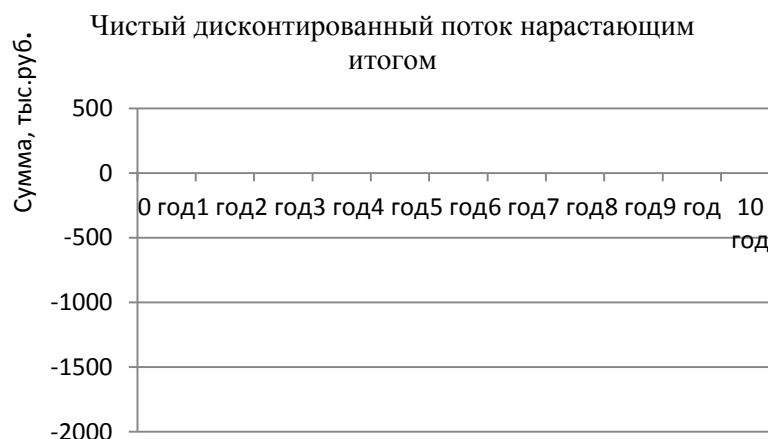 Чистый дисконтированный поток нарастающим
итогом
Сумма, тыс.руб.
500
0
0 год1 год2 год3 год4 год5 год6 год7 год8 год9 год 10
год
-500
-1000
-1500
-2000